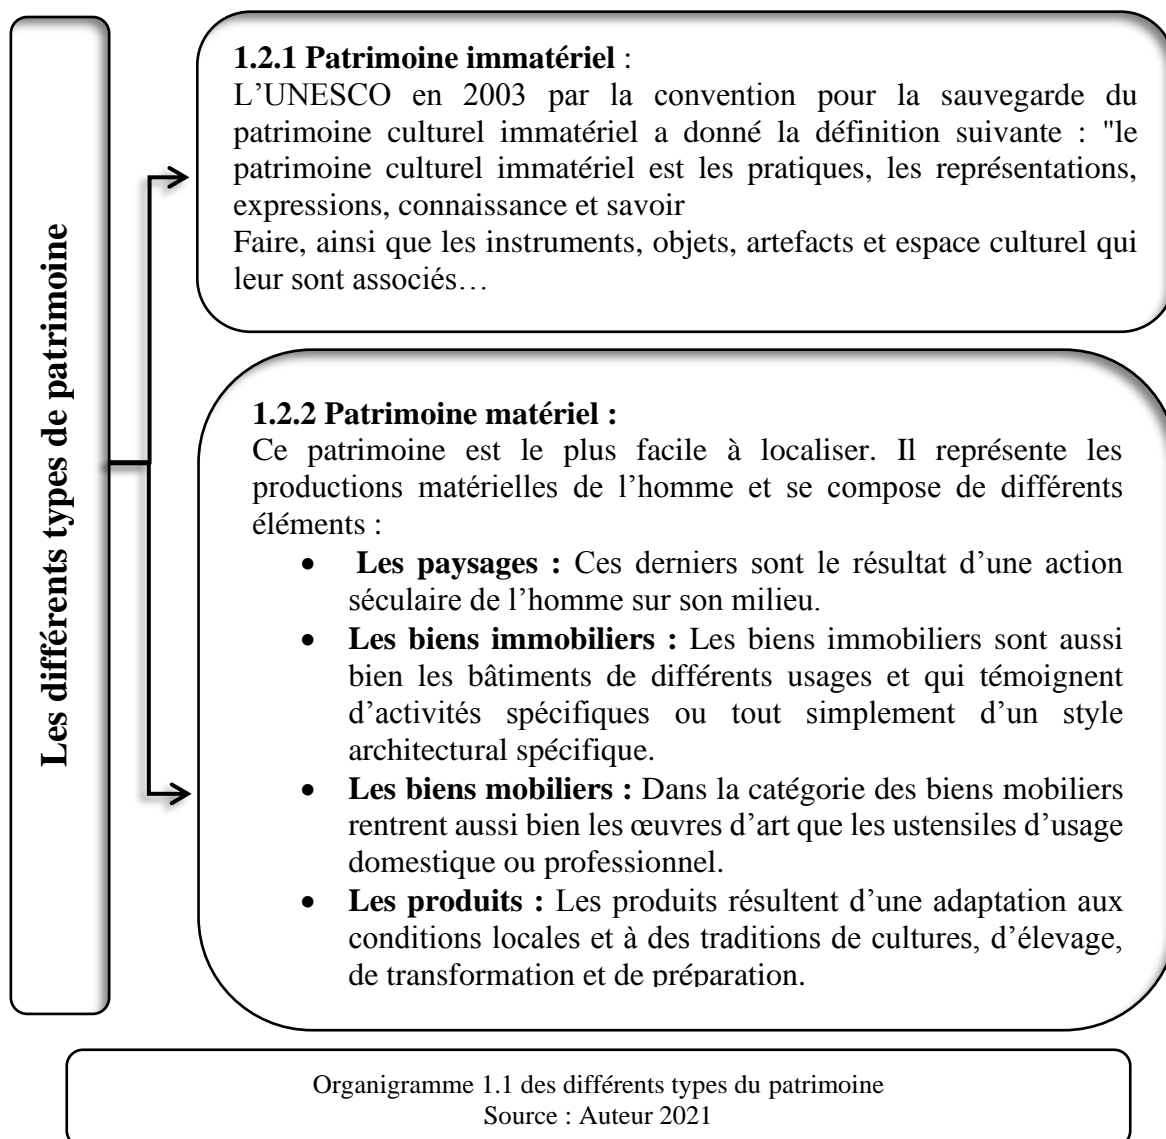 Les différents types de patrimoine
1.2.1 Patrimoine immatériel :
L’UNESCO en 2003 par la convention pour la sauvegarde du
patrimoine culturel immatériel a donné la définition suivante : "le
patrimoine culturel immatériel est les pratiques, les représentations,
expressions, connaissance et savoir
Faire, ainsi que les instruments, objets, artefacts et espace culturel qui
leur sont associés…
1.2.2 Patrimoine matériel :
Ce patrimoine est le plus facile à localiser. Il représente les
productions matérielles de l’homme et se compose de différents
éléments :
• Les paysages : Ces derniers sont le résultat d’une action
séculaire de l’homme sur son milieu.
• Les biens immobiliers : Les biens immobiliers sont aussi
bien les bâtiments de différents usages et qui témoignent
d’activités spécifiques ou tout simplement d’un style
architectural spécifique.
• Les biens mobiliers : Dans la catégorie des biens mobiliers
rentrent aussi bien les œuvres d’art que les ustensiles d’usage
domestique ou professionnel.
• Les produits : Les produits résultent d’une adaptation aux
conditions locales et à des traditions de cultures, d’élevage,
de transformation et de préparation.
Organigramme 1.1 des différents types du patrimoine
Source : Auteur 2021